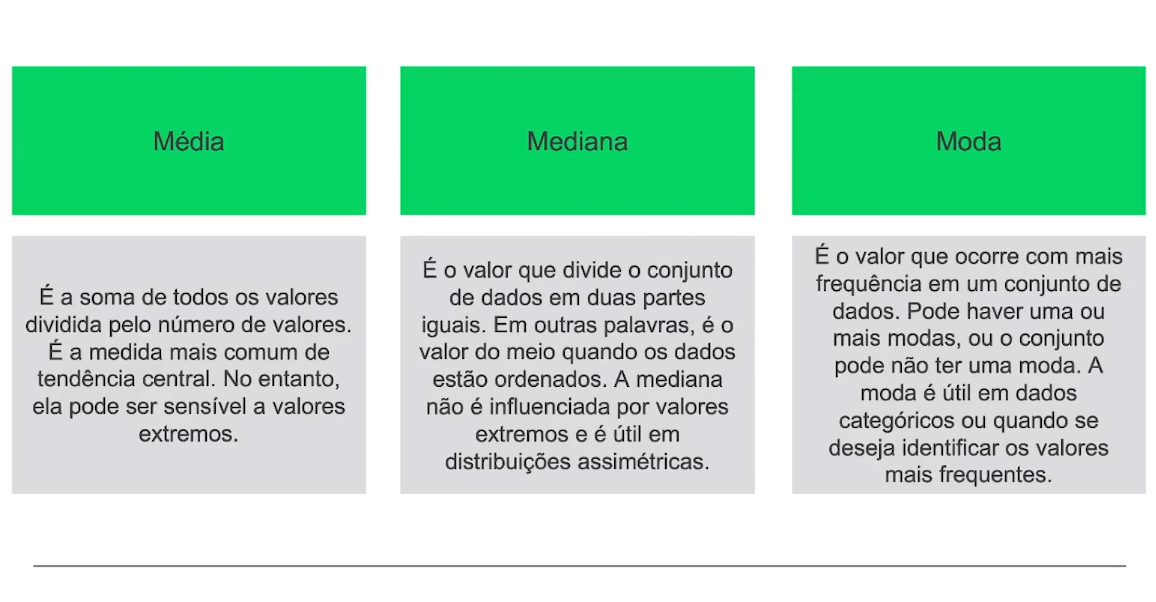 Média
É a soma de todos os valores
dividida pelo número de valores.
É a medida mais comum de
tendência central. No entanto,
ela pode ser sensível a valores
extremos.
Mediana
É o valor que divide o conjunto
de dados em duas partes
iguais. Em outras palavras, é o
valor do meio quando os dados
estão ordenados. A mediana
não é influenciada por valores
extremos e é útil em
distribuições assimétricas.
Moda
É o valor que ocorre com mais
frequência em um conjunto de
dados. Pode haver uma ou
mais modas, ou o conjunto
pode não ter uma moda. A
moda é útil em dados
categóricos ou quando se
deseja identificar os valores
mais frequentes.